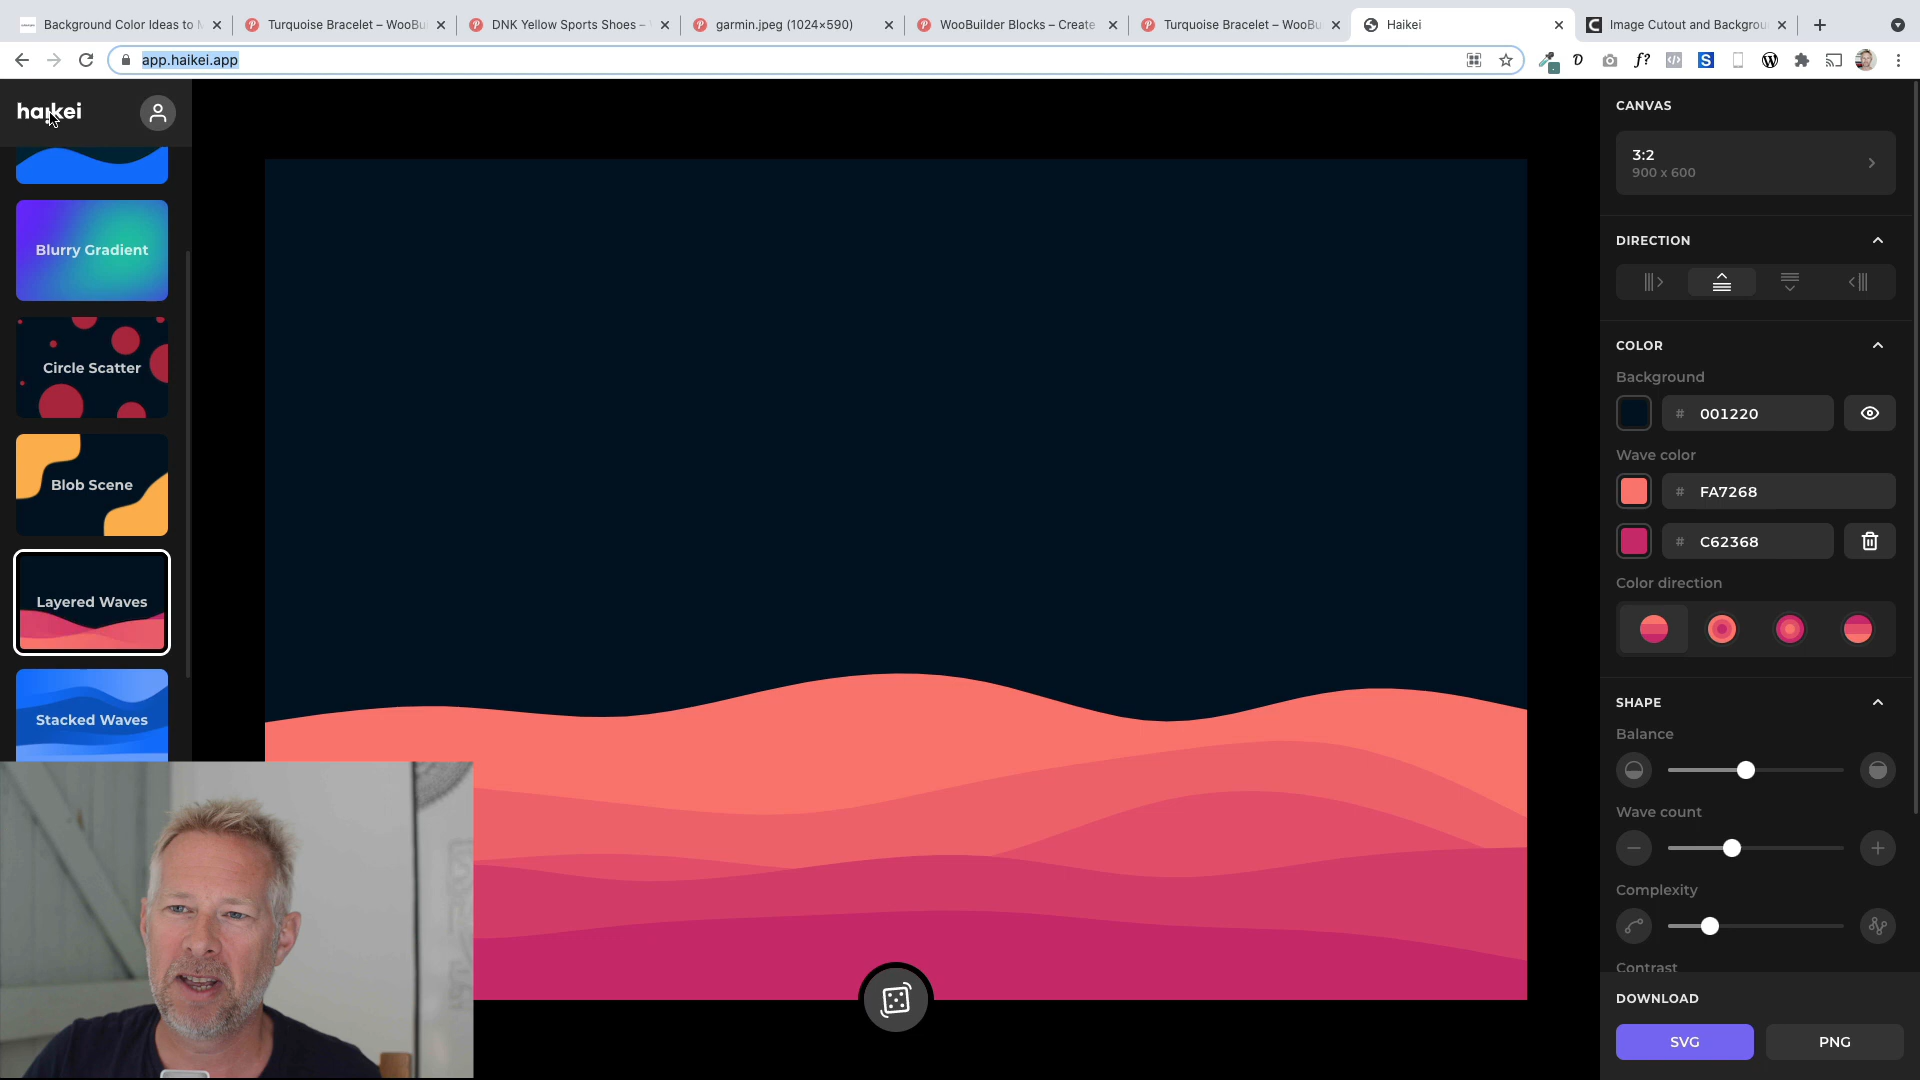 Background Color Ideas to M
Turquoise Bracelet – WooBu
DNK Yellow Sports Shoes –
garmin.jpeg (1024×590)
WooBuilder Blocks – Create
Turquoise Bracelet – WooBu
Haikei
Image Cutout and Backgrou
app.haikei.app
haikei
Blurry Gradient
Circle Scatter
Blob Scene
Layered Waves
Stacked Waves
CANVAS
3:2
900 x 600
DIRECTION
COLOR
Background
# 001220
Wave color
# FA7268
# C62368
Color direction
SHAPE
Balance
Wave count
Complexity
Contrast
DOWNLOAD
SVG
PNG